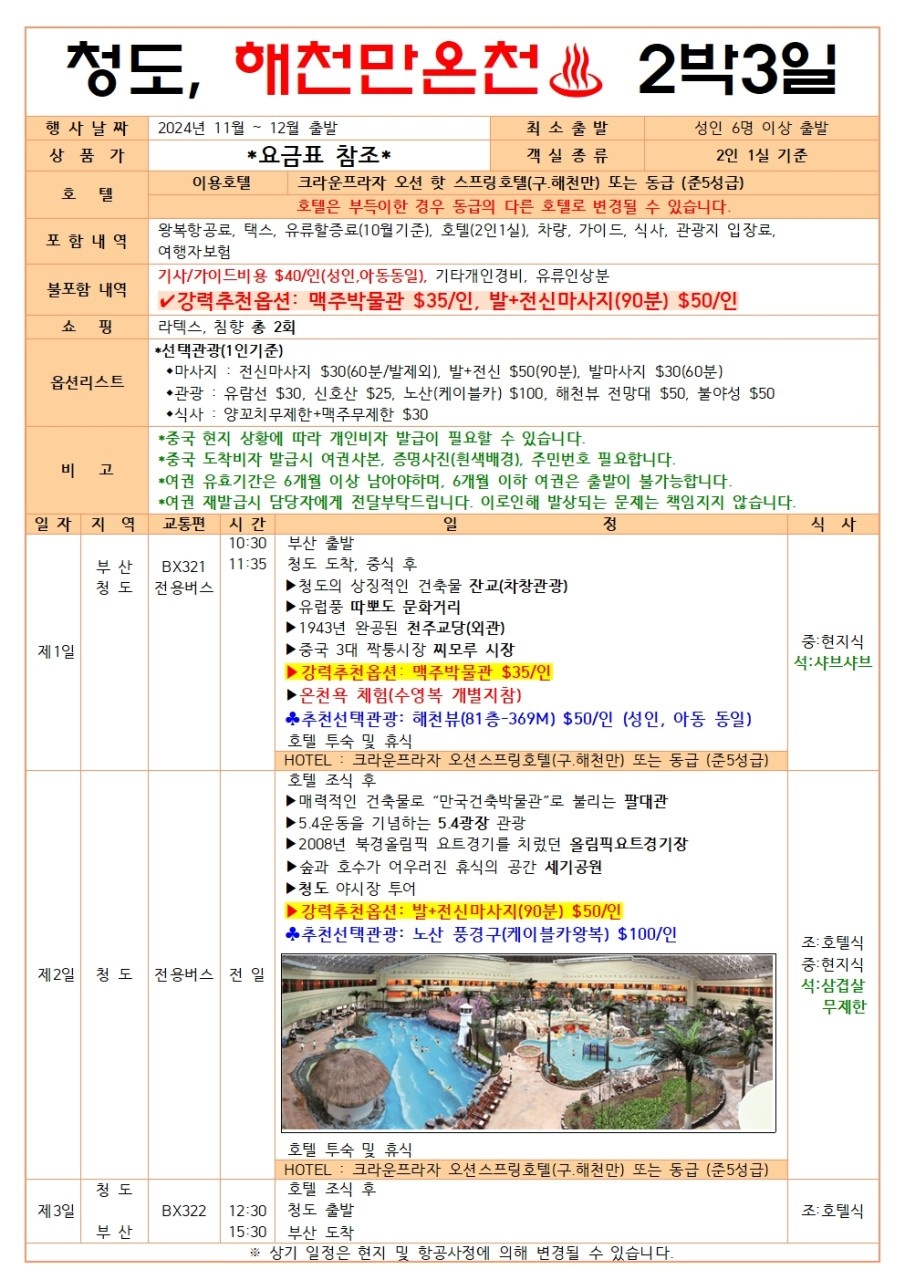 청도, 해천만온천♨ 2박3일
행 사 날 짜 2024년 11월 ~ 12월 출발 최 소 출 발 성인 6명 이상 출발
상 품 가 *요금표 참조* 객 실 종 류 2인 1실 기준
호 텔 이용호텔 크라운프라자 오션 핫 스프링호텔(구.해천만) 또는 동급 (준5성급)
호텔은 부득이한 경우 동급의 다른 호텔로 변경될 수 있습니다.
포 함 내 역 왕복항공료, 택스, 유류할증료(10월기준), 호텔(2인1실), 차량, 가이드, 식사, 관광지 입장료,
여행자보험
불포함 내역 기사/가이드비용 $40/인(성인,아동동일), 기타개인경비, 유류인상분
✔강력추천옵션: 맥주박물관 $35/인, 발+전신마사지(90분) $50/인
쇼 핑 라텍스, 침향 총 2회
옵션리스트 *선택관광(1인기준)
◆마사지 : 전신마사지 $30(60분/발제외), 발+전신 $50(90분), 발마사지 $30(60분)
◆관광 : 유람선 $30, 신호산 $25, 노산(케이블카) $100, 해천뷰 전망대 $50, 불야성 $50
◆식사 : 양꼬치무제한+맥주무제한 $30
비 고 *중국 현지 상황에 따라 개인비자 발급이 필요할 수 있습니다.
*중국 도착비자 발급시 여권사본, 증명사진(흰색배경), 주민번호 필요합니다.
*여권 유효기간은 6개월 이상 남아야하며, 6개월 이하 여권은 출발이 불가능합니다.
*여권 재발급시 담당자에게 전달부탁드립니다. 이로인해 발상되는 문제는 책임지지 않습니다.
일 자 지 역 교통편 시 간 일 정 식 사
제1일
부 산
청 도
BX321
전용버스
10:30 부산 출발
11:35 청도 도착, 중식 후
▶청도의 상징적인 건축물 잔교(차창관광)
▶유럽풍 따뽀도 문화거리
▶1943년 완공된 천주교당(외관)
▶중국 3대 짝퉁시장 찌모루 시장
▶강력추천옵션: 맥주박물관 $35/인
▶온천욕 체험(수영복 개별지참)
♣추천선택관광: 해천뷰(81층-369M) $50/인 (성인, 아동 동일)
호텔 투숙 및 휴식
HOTEL : 크라운프라자 오션스프링호텔(구.해천만) 또는 동급 (준5성급)
중:현지식
석:샤브샤브
제2일 청 도 전용버스 전 일
호텔 조식 후
▶매력적인 건축물로 “만국건축박물관”로 불리는 팔대관
▶5.4운동을 기념하는 5.4광장 관광
▶2008년 북경올림픽 요트경기를 치렀던 올림픽요트경기장
▶숲과 호수가 어우러진 휴식의 공간 세기공원
▶청도 야시장 투어
▶강력추천옵션: 발+전신마사지(90분) $50/인
♣추천선택관광: 노산 풍경구(케이블카왕복) $100/인
호텔 투숙 및 휴식
HOTEL : 크라운프라자 오션스프링호텔(구.해천만) 또는 동급 (준5성급)
조:호텔식
중:현지식
석:삼겹살
무제한
제3일
청 도
부 산
BX322
호텔 조식 후
12:30 청도 출발
15:30 부산 도착
조:호텔식
※ 상기 일정은 현지 및 항공사정에 의해 변경될 수 있습니다.